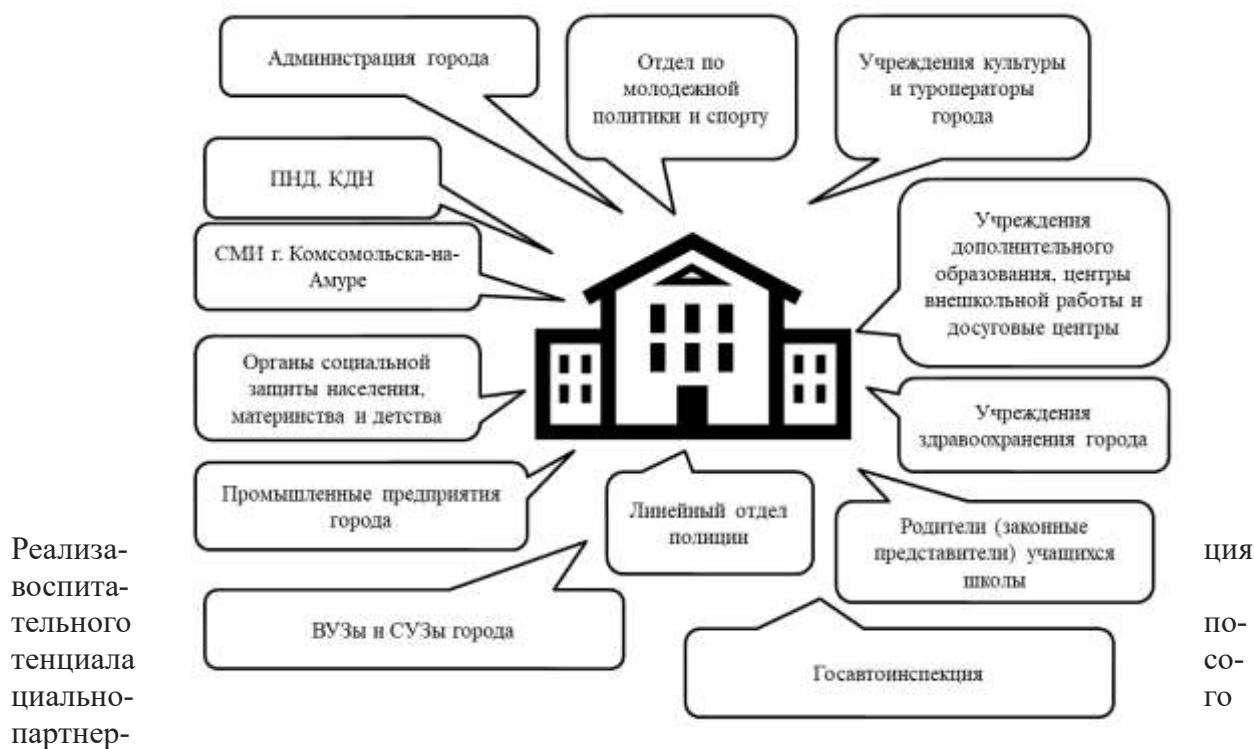 Администрация города
Отдел по
молодежной
политики и спорту
Учреждения культуры
и туроператоры
города
ПНД, КДН
СМИ г. Комсомольска-на-
Амуре
Учреждения
дополнительного
образования, центры
внешкольной работы и
досуговые центры
Органы социальной
защиты населения,
материнства и детства
Учреждения
здравоохранения города
Промышленные предприятия
города
Линейный отдел
полиции
Родители (законные
представители) учащихся
школы
ВУЗы и СУЗы города
Госавтоинспекция
Реализа- ция
воспита-
тельного по-
тенциала со-
циально- го
партнер-